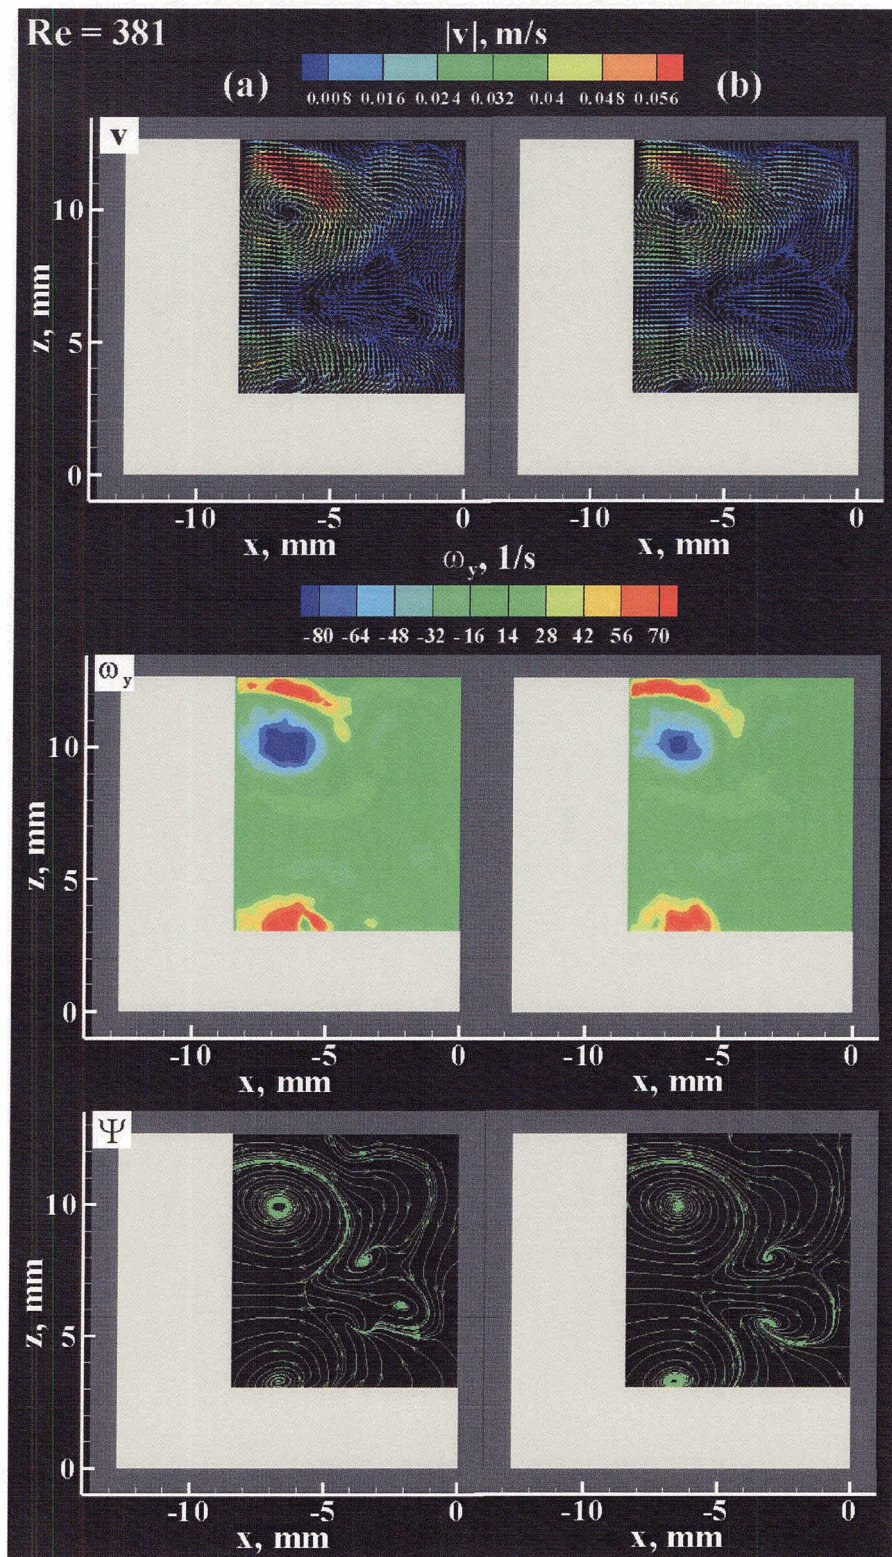 Re = 381
|v|, m/s
(a) (b)
0.008 0.016 0.024 0.032 0.04 0.048 0.056
v
10
5
0
z, mm
-10 -5 0 -10 -5 0
x, mm x, mm
ω_y, 1/s
-80 -64 -48 -32 -16 14 28 42 56 70
ω_y
10
5
0
z, mm
-10 -5 0 -10 -5 0
x, mm x, mm
Ψ
10
5
0
z, mm
-10 -5 0 -10 -5 0
x, mm x, mm